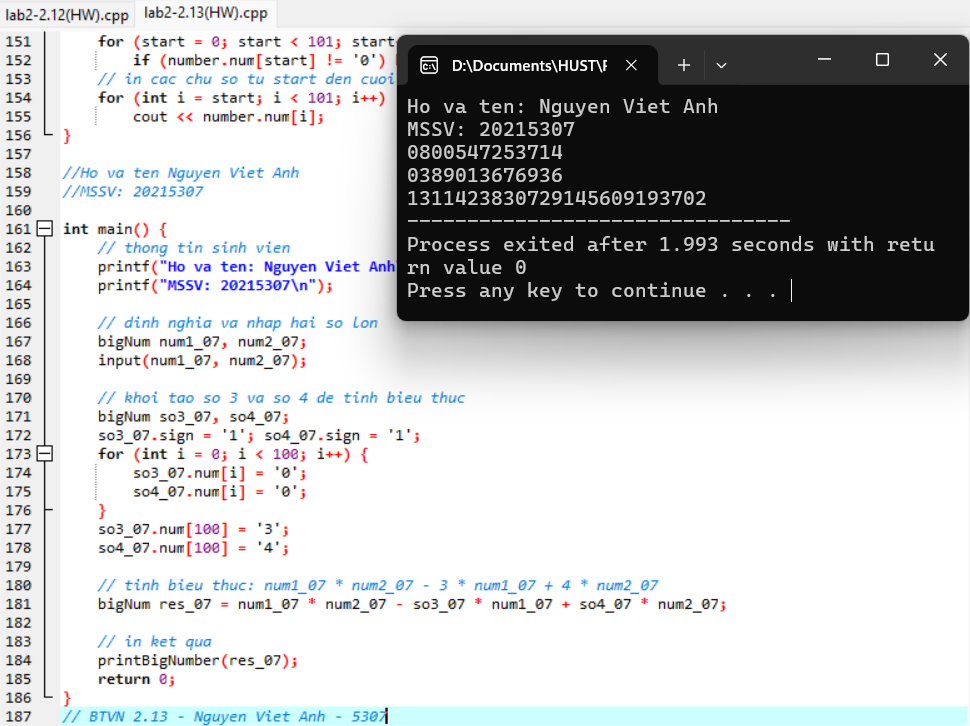 lab2-2.12(HW).cpp lab2-2.13(HW).cpp
151 for (start = 0; start < 101; start
152 if (number.num[start] != '0')
153 // in cac chu so tu start den cuoi
154 for (int i = start; i < 101; i++)
155 cout << number.num[i];
156 }
157
158 //Ho va ten Nguyen Viet Anh
159 //MSSV: 20215307
160
161 int main() {
162 // thong tin sinh vien
163 printf("Ho va ten: Nguyen Viet Anh
164 printf("MSSV: 20215307\n");
165
166 // dinh nghia va nhap hai so lon
167 bigNum num1_07, num2_07;
168 input(num1_07, num2_07);
169
170 // khoi tao so 3 va so 4 de tinh bieu thuc
171 bigNum so3_07, so4_07;
172 so3_07.sign = '1'; so4_07.sign = '1';
173 for (int i = 0; i < 100; i++) {
174 so3_07.num[i] = '0';
175 so4_07.num[i] = '0';
176 }
177 so3_07.num[100] = '3';
178 so4_07.num[100] = '4';
179
180 // tinh bieu thuc: num1_07 * num2_07 - 3 * num1_07 + 4 * num2_07
181 bigNum res_07 = num1_07 * num2_07 - so3_07 * num1_07 + so4_07 * num2_07;
182
183 // in ket qua
184 printBigNumber(res_07);
185 return 0;
186 }
187 // BTVN 2.13 - Nguyen Viet Anh - 5307
D:\Documents\HUST\
Ho va ten: Nguyen Viet Anh
MSSV: 20215307
0800547253714
0389013676936
1311423830729145609193702
--------------------------------
Process exited after 1.993 seconds with retu
rn value 0
Press any key to continue . . .